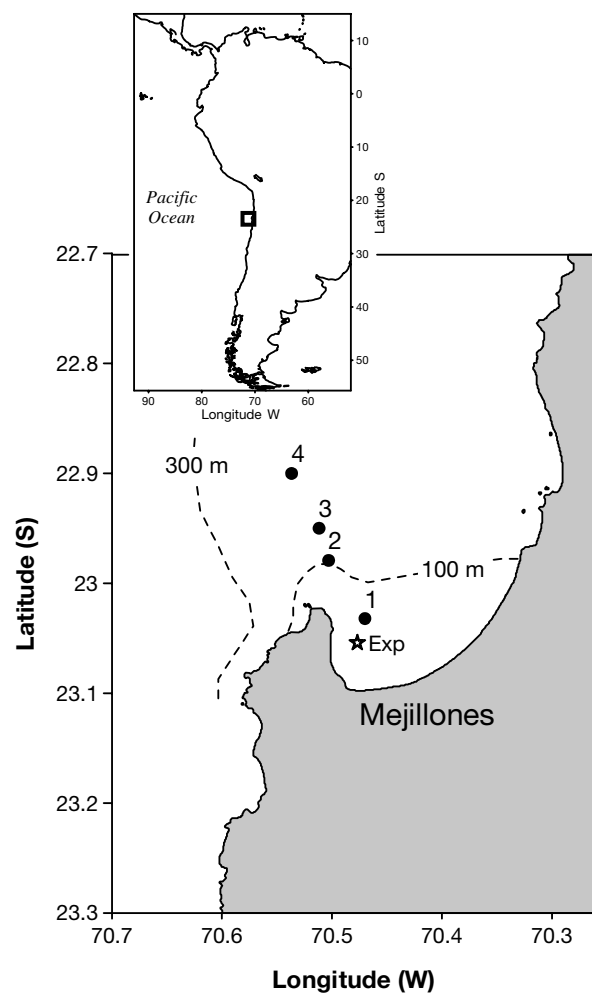 10
0
10
20
30
40
50
Latitude S
Pacific
Ocean
90
80
70
60
Longitude W
22.7
22.8
22.9
23
23.1
23.2
23.3
Latitude (S)
4
300 m
3
2
100 m
1
Exp
Mejillones
70.7
70.6
70.5
70.4
70.3
Longitude (W)